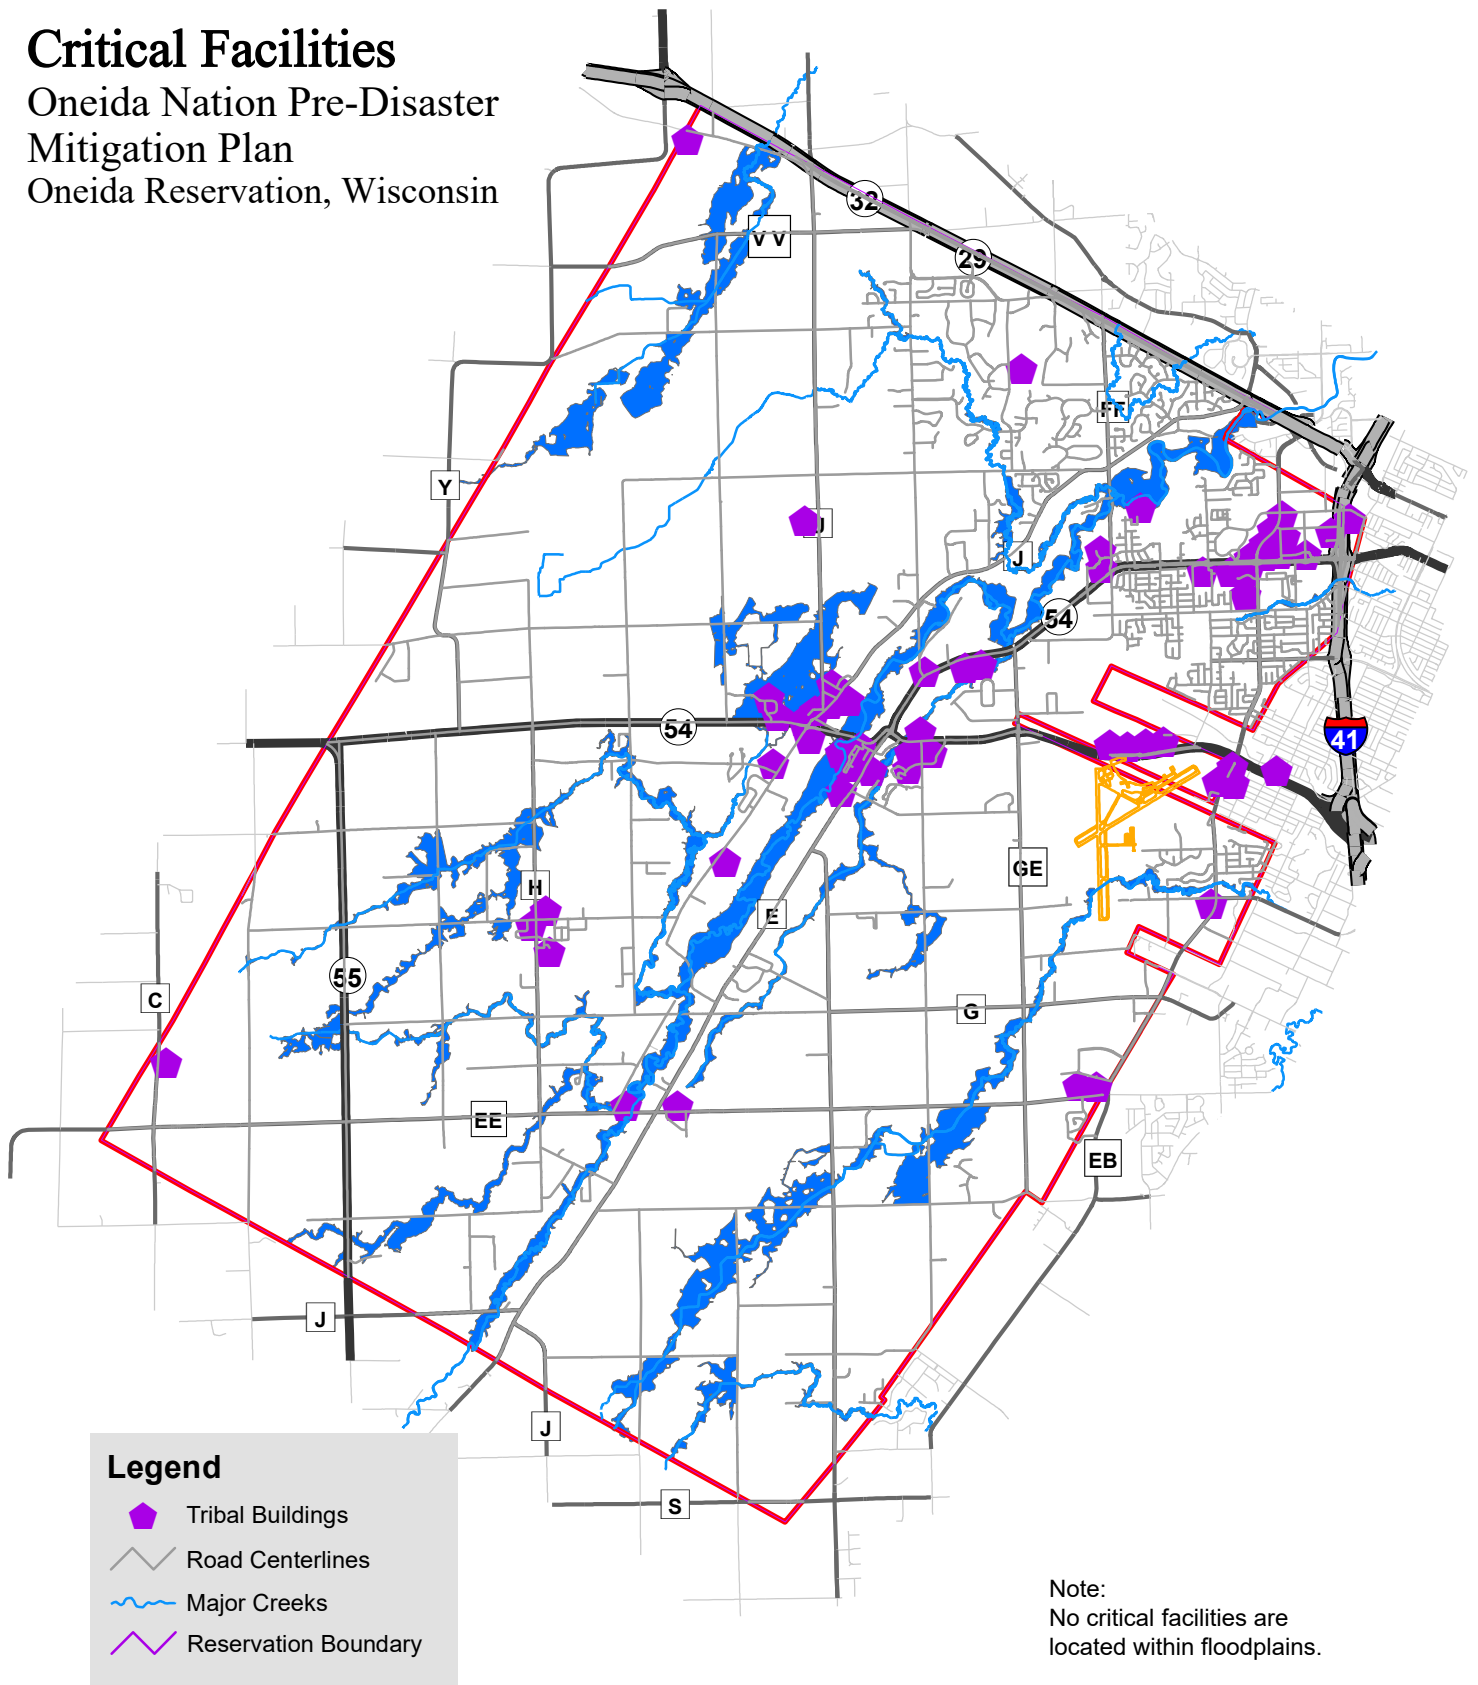 Critical Facilities
Oneida Nation Pre-Disaster
Mitigation Plan
Oneida Reservation, Wisconsin
32
V V
29
FF
Y
J
J
54
54
41
GE
H
E
55
C
G
EE
EB
J
J
S
Legend
Tribal Buildings
Road Centerlines
Major Creeks
Reservation Boundary
Note:
No critical facilities are
located within floodplains.